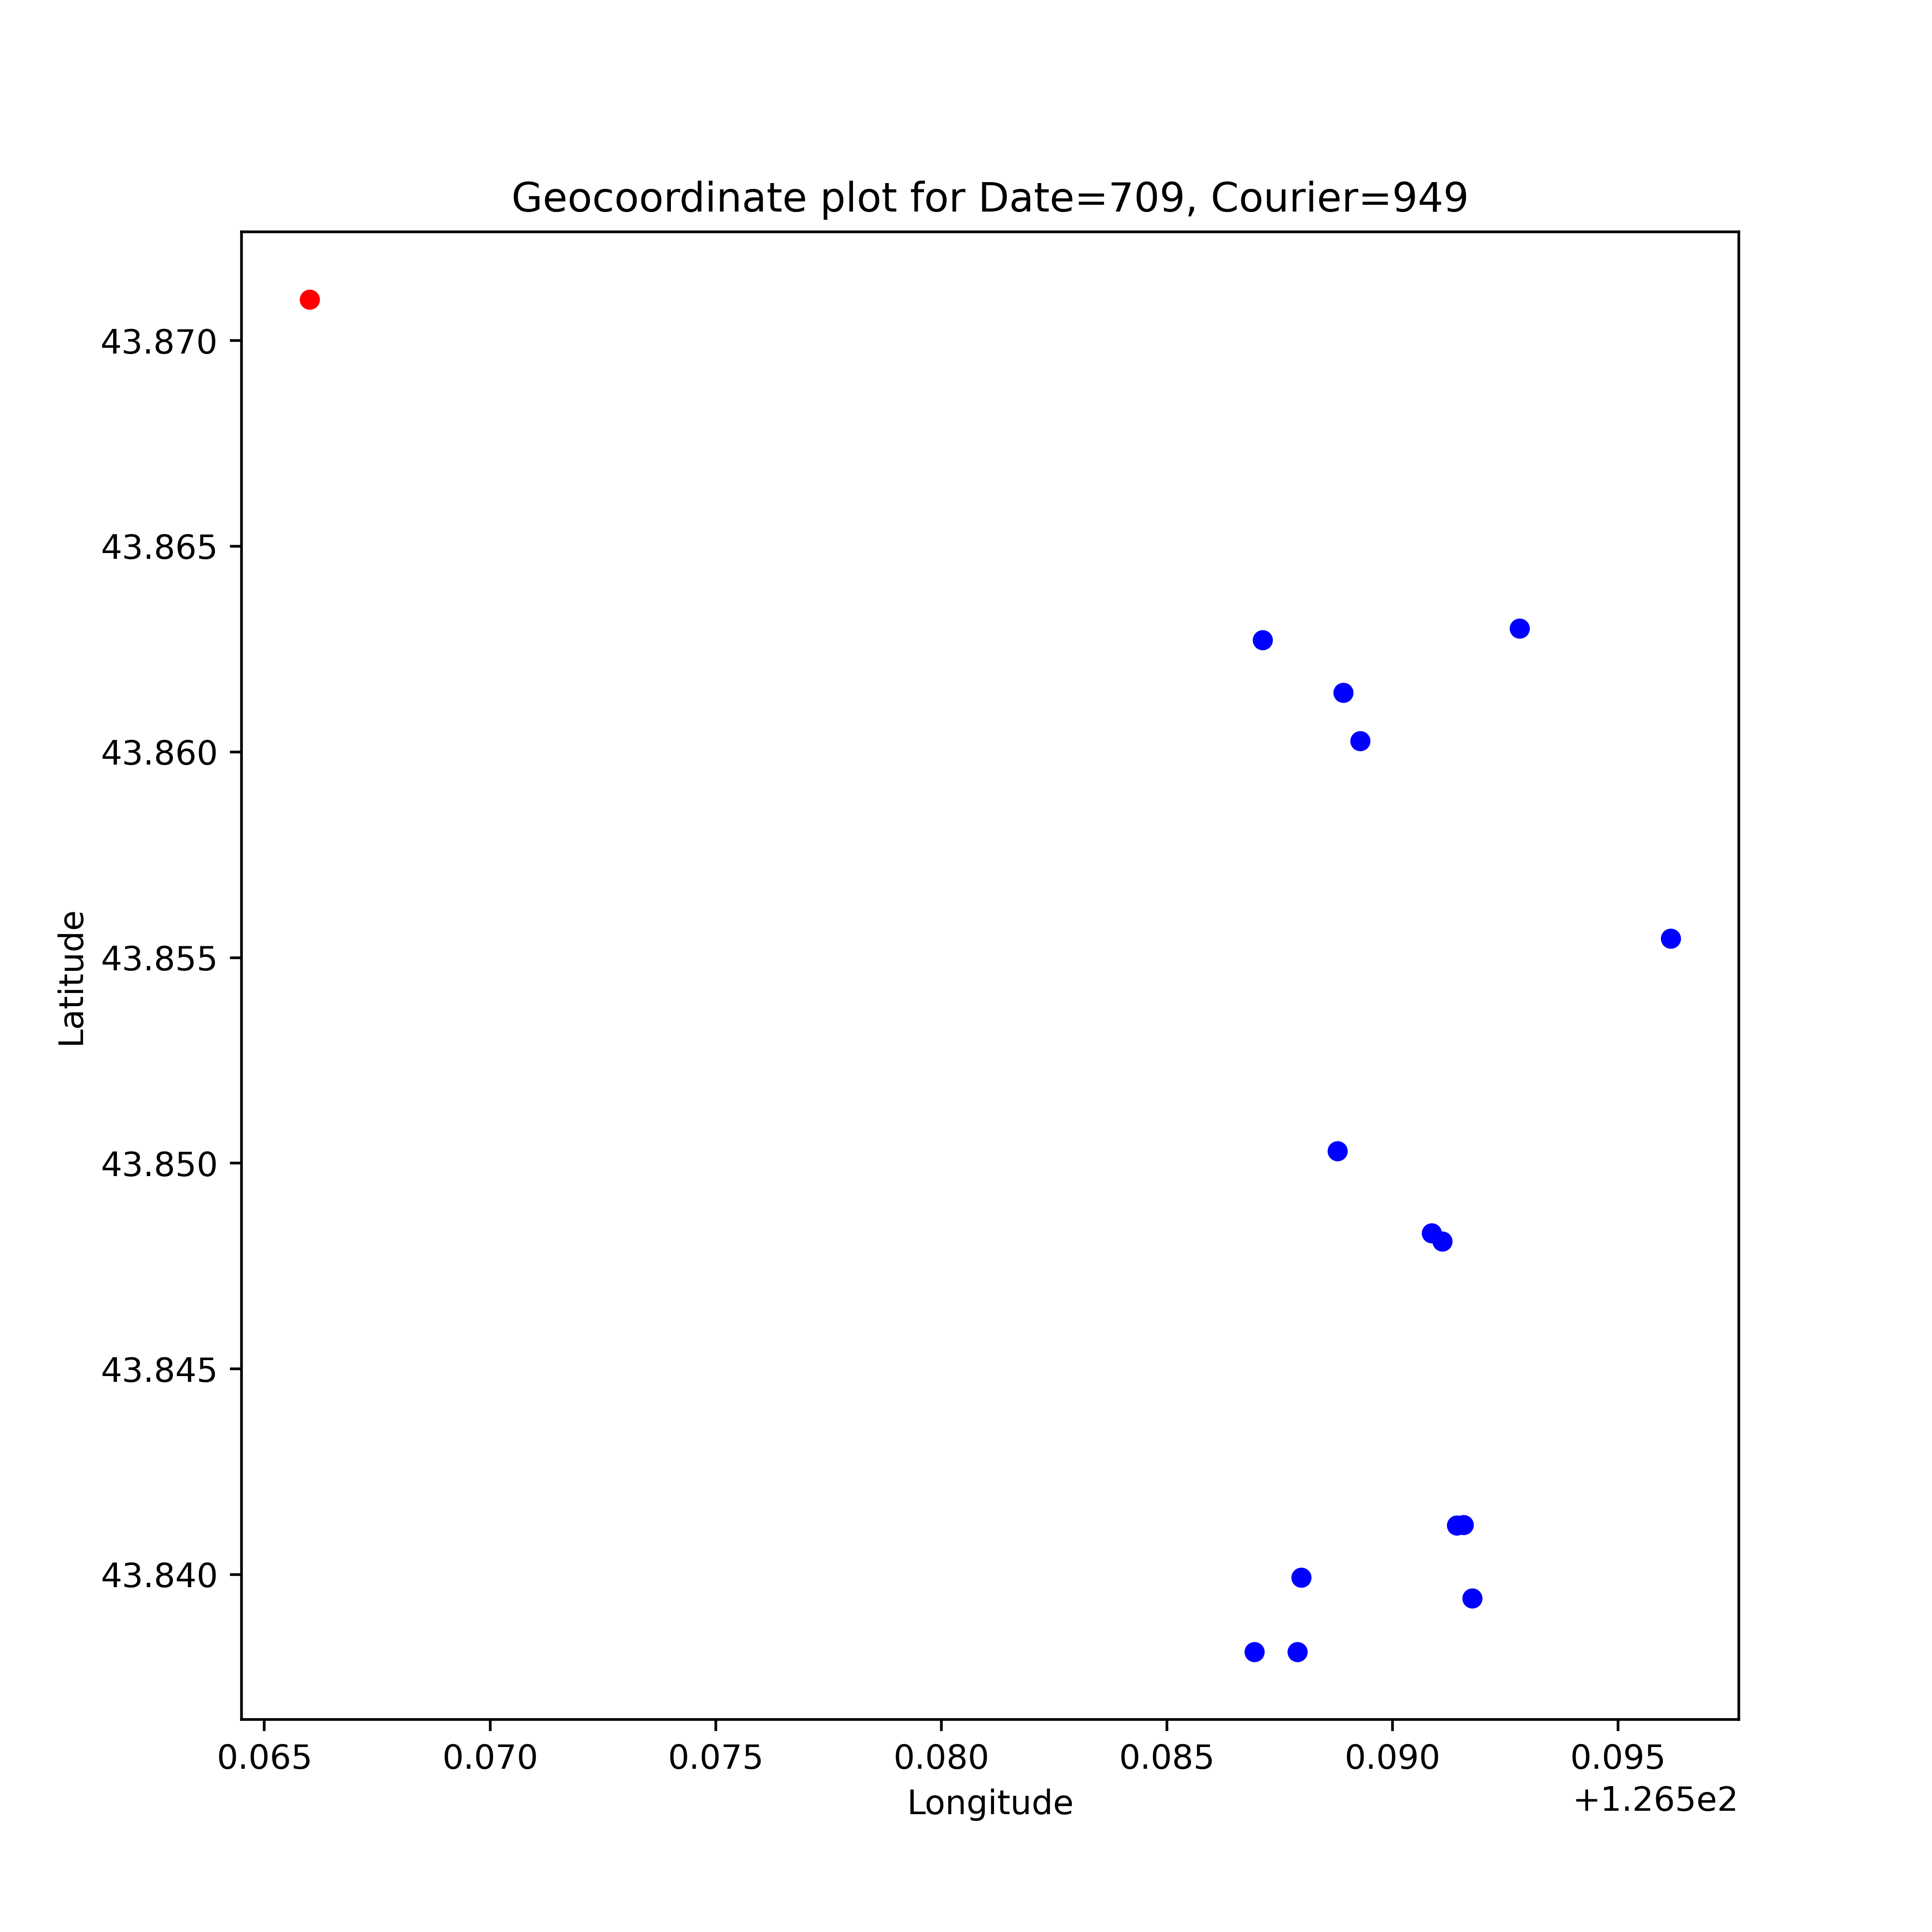 Geocoordinate plot for Date=709, Courier=949
43.870
43.865
43.860
43.855
43.850
43.845
43.840
Latitude
0.065 0.070 0.075 0.080 0.085 0.090 0.095
+1.265e2
Longitude